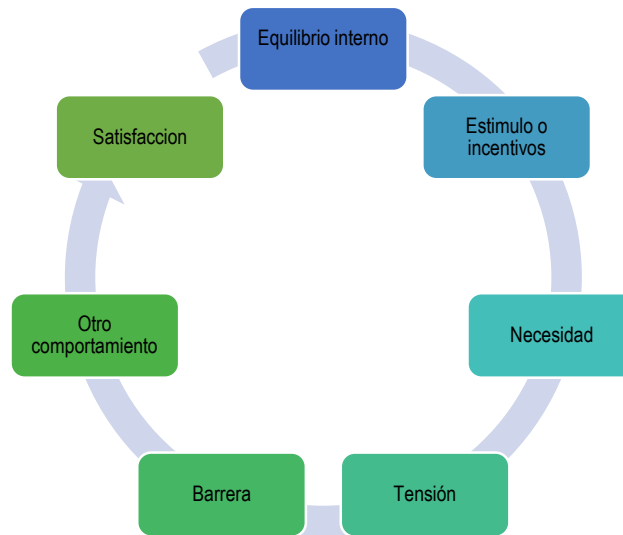 Equilibrio interno
Estimulo o
incentivos
Necesidad
Tensión
Barrera
Otro
comportamiento
Satisfaccion